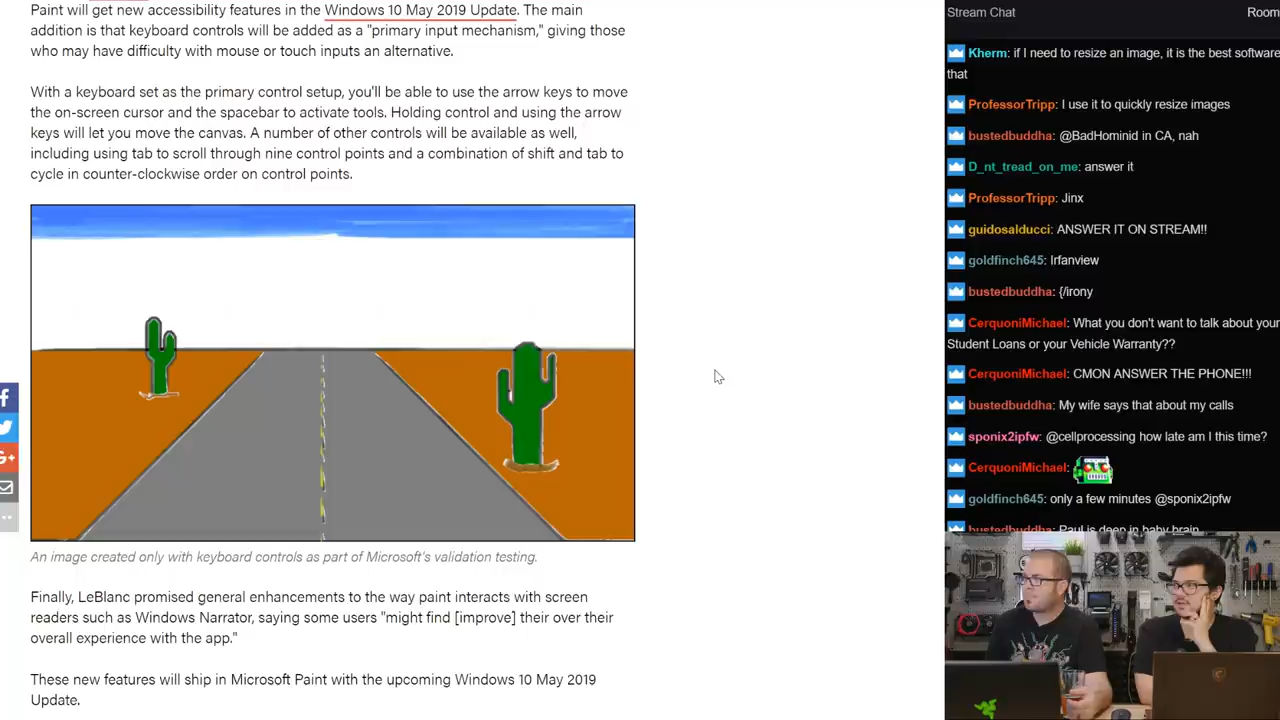 Paint will get new accessibility features in the Windows 10 May 2019 Update. The main
addition is that keyboard controls will be added as a "primary input mechanism," giving those
who may have difficulty with mouse or touch inputs an alternative.
With a keyboard set as the primary control setup, you'll be able to use the arrow keys to move
the on-screen cursor and the spacebar to activate tools. Holding control and using the arrow
keys will let you move the canvas. A number of other controls will be available as well,
including using tab to scroll through nine control points and a combination of shift and tab to
cycle in counter-clockwise order on control points.
An image created only with keyboard controls as part of Microsoft's validation testing.
Finally, LeBlanc promised general enhancements to the way paint interacts with screen
readers such as Windows Narrator, saying some users "might find [improve] their over their
overall experience with the app."
These new features will ship in Microsoft Paint with the upcoming Windows 10 May 2019
Update.
Stream Chat Room
Kherm: if I need to resize an image, it is the best software
that
ProfessorTripp: I use it to quickly resize images
bustedbuddha: @BadHominid in CA, nah
D_nt_tread_on_me: answer it
ProfessorTripp: Jinx
guidosalducci: ANSWER IT ON STREAM!!
goldfinch645: Irfanview
bustedbuddha: {/irony
CerquoniMichael: What you don't want to talk about your
Student Loans or your Vehicle Warranty??
CerquoniMichael: CMON ANSWER THE PHONE!!!
bustedbuddha: My wife says that about my calls
sponix2ipfw: @cellprocessing how late am I this time?
CerquoniMichael:
goldfinch645: only a few minutes @sponix2ipfw
bustedbuddha: Paul is deep in baby brain